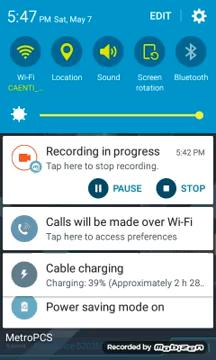 5:47 PM Sat, May 7 EDIT
Wi-Fi Location Sound Screen rotation Bluetooth
CAENTI_...
Recording in progress 5:42 PM
Tap here to stop recording.
PAUSE STOP
Calls will be made over Wi-Fi
Tap here to access preferences
Cable charging
Charging: 39% (Approximately 2 h 28...
Power saving mode on
MetroPCS
Recorded by Mobizen